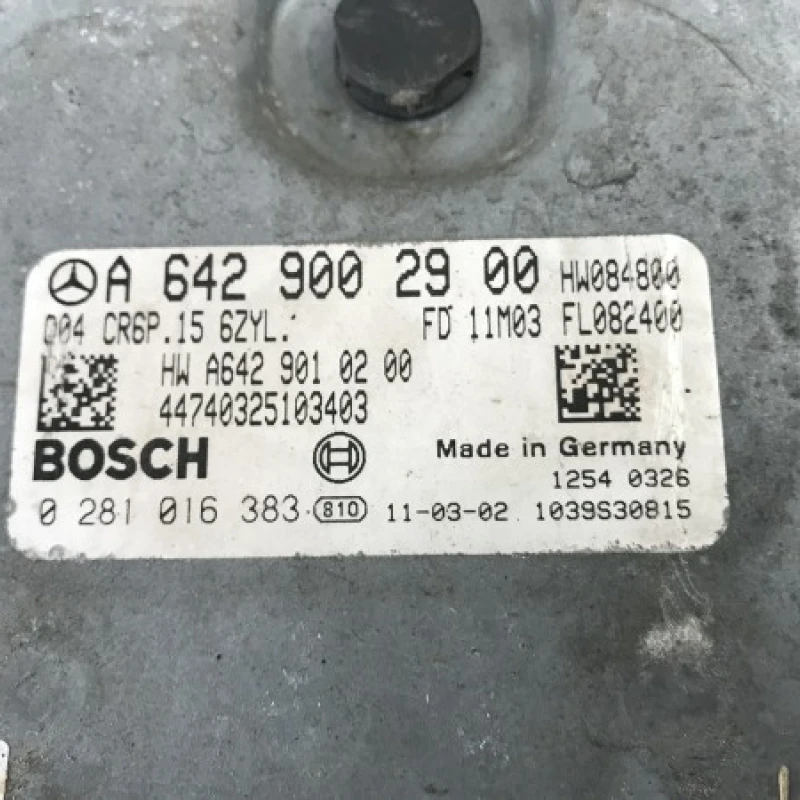 A 642 900 29 00 HW084800
D04 CR6P.15 6ZYL. FD 11M03 FL082400
HW A642 901 02 00
44740325103403
BOSCH Made in Germany
1254 0326
0 281 016 383 810 11-03-02 1039S30815